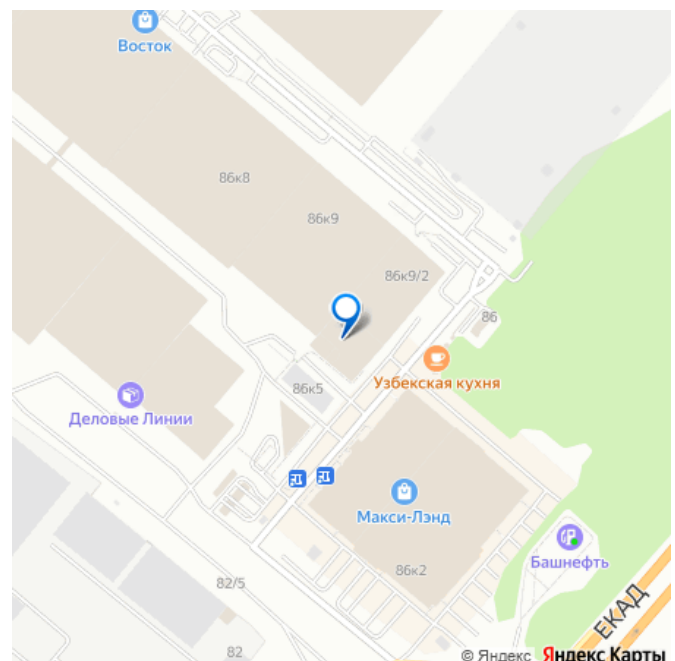 Восток
86к8
86к9
86к9/2
86
Узбекская кухня
86к5
Деловые Линии
Макси-Лэнд
Башнефть
86к2
82/5
ЕКАД
82
© Яндекс Яндекс Карты